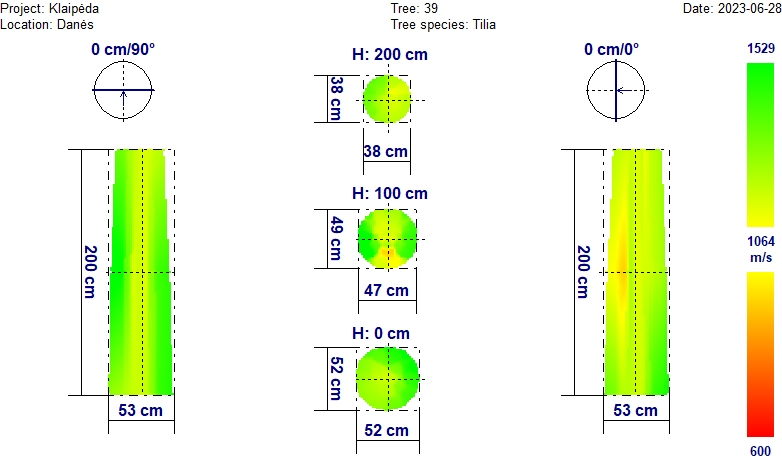 Project: Klaipėda
Tree: 39
Date: 2023-06-28
Location: Danės
Tree species: Tilia
0 cm/90°
H: 200 cm
0 cm/0°
1529
38 cm
38 cm
H: 100 cm
200 cm
49 cm
200 cm
1064
m/s
47 cm
H: 0 cm
52 cm
53 cm
52 cm
53 cm
600